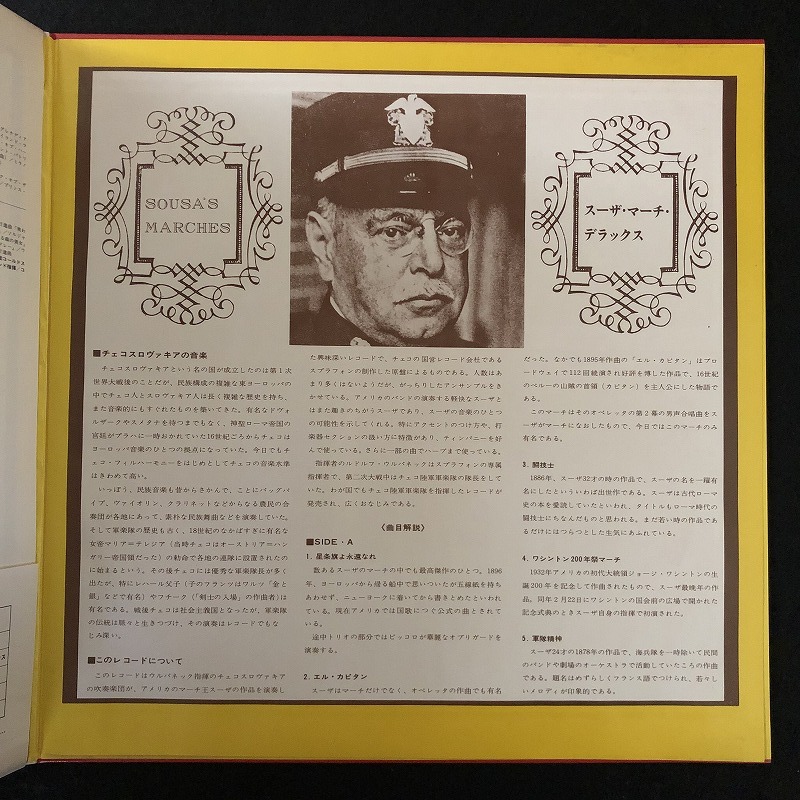 SOUSA'S
MARCHES
スーザ・マーチ・
デラックス
■チェコスロヴァキアの音楽
チェコスロヴァキアという名の国が成立したのは第1次
世界大戦後のことだが、民族構成の複雑な東ヨーロッパの
中でチェコ人とスロヴァキア人は長く複雑な歴史を持ち、
また音楽的にもすぐれたものを築いてきた。有名なドヴォ
ルザークやスメタナを待つまでもなく、神聖ローマ帝国の
宮廷がプラハに一時おかれていた16世紀ごろからチェコは
ヨーロッパ音楽のひとつの拠点になっていた。今日でもチ
ェコ・フィルハーモニーをはじめとしてチェコの音楽水準
はきわめて高い。
いっぽう、民族音楽も昔からさかんで、ことにバッグパ
イプ、ヴァイオリン、クラリネットなどからなる農民の合
奏団が各地にあって、素朴な民族舞曲などを演奏していた。
そして軍楽隊の歴史も古く、18世紀のなかばすぎに有名な
女帝マリア＝テレジア（当時チェコはオーストリア＝ハン
ガリー帝国領だった）の勅命で各地の連隊に設置されたの
に始まるという。その後チェコには優秀な軍楽隊長が多く
出たが、特にレハール父子（子のフランツはワルツ「金と
銀」などで有名）やフチーク（「剣士の入場」の作曲者）は
有名である。戦後チェコは社会主義国となったが、軍楽隊
の伝統は脈々と生きつづけ、その演奏はレコードでもな
じみ深い。
■このレコードについて
このレコードはウルバネック指揮のチェコスロヴァキア
の吹奏楽団が、アメリカのマーチ王スーザの作品を演奏し
た興味深いレコードで、チェコの国営レコード会社である
スプラフォンの制作した原盤によるものである。人数はあ
まり多くはないようだが、がっちりしたアンサンブルをき
かせている。アメリカのバンドの演奏する軽快なスーザと
はまた趣きのちがうスーザであり、スーザの音楽のひとつ
の可能性を示してくれる。特にアクセントのつけ方や、打
楽器セクションの扱い方に特徴があり、ティンパニーを好
んで使っている。さらに一部の曲でハープまで使っている。
指揮者のルドルフ・ウルバネックはスプラフォンの専属
指揮者で、第二次大戦中はチェコ陸軍軍楽隊の隊長をして
いた。わが国でもチェコ陸軍軍楽隊を指揮したレコードが
発売され、広くおなじみである。
〈曲目解説〉
■SIDE・A
1. 星条旗よ永遠なれ
数あるスーザのマーチの中でも最高傑作のひとつ。1896
年、ヨーロッパから帰る船中で思いついたが五線紙を持ち
あわせず、ニューヨークに着いてから書きとめたといわれ
ている。現在アメリカでは国歌につぐ公式の曲とされてい
る。
途中トリオの部分ではピッコロが華麗なオブリガードを
演奏する。
2. エル・カピタン
スーザはマーチだけでなく、オペレッタの作曲でも有名
だった。なかでも1895年作曲の「エル・カピタン」はブロ
ードウェイで112回続演され好評を博した作品で、16世紀
のペルーの山賊の首領（カピタン）を主人公にした物語で
ある。
このマーチはそのオペレッタの第2幕の男声合唱曲をス
ーザがマーチになおしたもので、今日ではこのマーチのみ
有名である。
3. 闘技士
1886年、スーザ32才の時の作品で、スーザの名を一躍有
名にしたといういわば出世作である。スーザは古代ローマ
史の本を愛読していたといわれ、タイトルもローマ時代の
闘技士にちなんだものと思われる。まだ若い時の作品であ
るだけにはつらつとした生気にあふれている。
4. ワシントン200年祭マーチ
1932年アメリカの初代大統領ジョージ・ワシントンの生
誕200年を記念して作曲されたもので、スーザ最晩年の作
品。同年2月22日にワシントンの国会前の広場で開かれた
記念式典のときスーザ自身の指揮で初演された。
5. 軍隊精神
スーザ24才の1878年の作品で、海兵隊を一時除いて民間
のバンドや劇場のオーケストラで活動していたころの作曲
である。題名はめずらしくフランス語でつけられ、若々し
いメロディが印象的である。